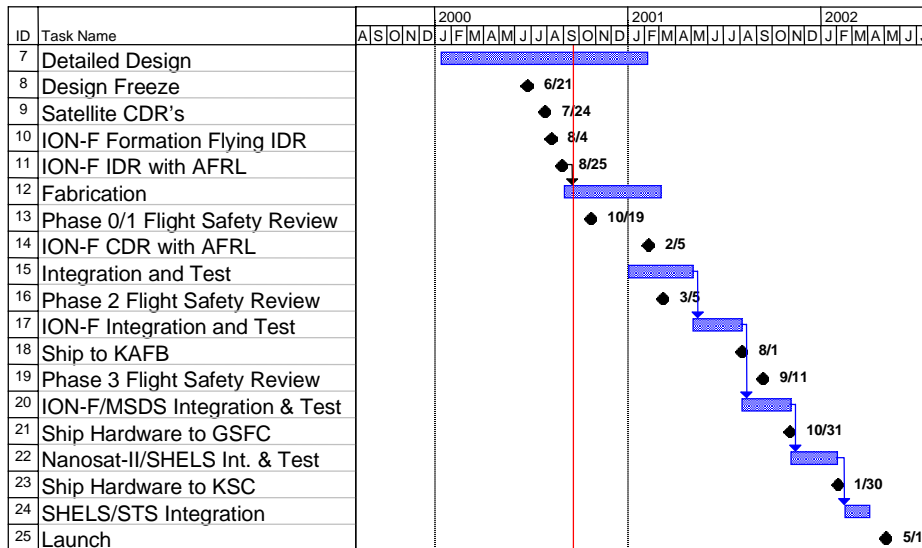 2000 2001 2002
ID Task Name A S O N D J F M A M J J A S O N D J F M A M J J A S O N D J F M A M J J
7 Detailed Design
8 Design Freeze 6/21
9 Satellite CDR's 7/24
10 ION-F Formation Flying IDR 8/4
11 ION-F IDR with AFRL 8/25
12 Fabrication
13 Phase 0/1 Flight Safety Review 10/19
14 ION-F CDR with AFRL 2/5
15 Integration and Test
16 Phase 2 Flight Safety Review 3/5
17 ION-F Integration and Test
18 Ship to KAFB 8/1
19 Phase 3 Flight Safety Review 9/11
20 ION-F/MSDS Integration & Test
21 Ship Hardware to GSFC 10/31
22 Nanosat-II/SHELS Int. & Test
23 Ship Hardware to KSC 1/30
24 SHELS/STS Integration
25 Launch 5/1